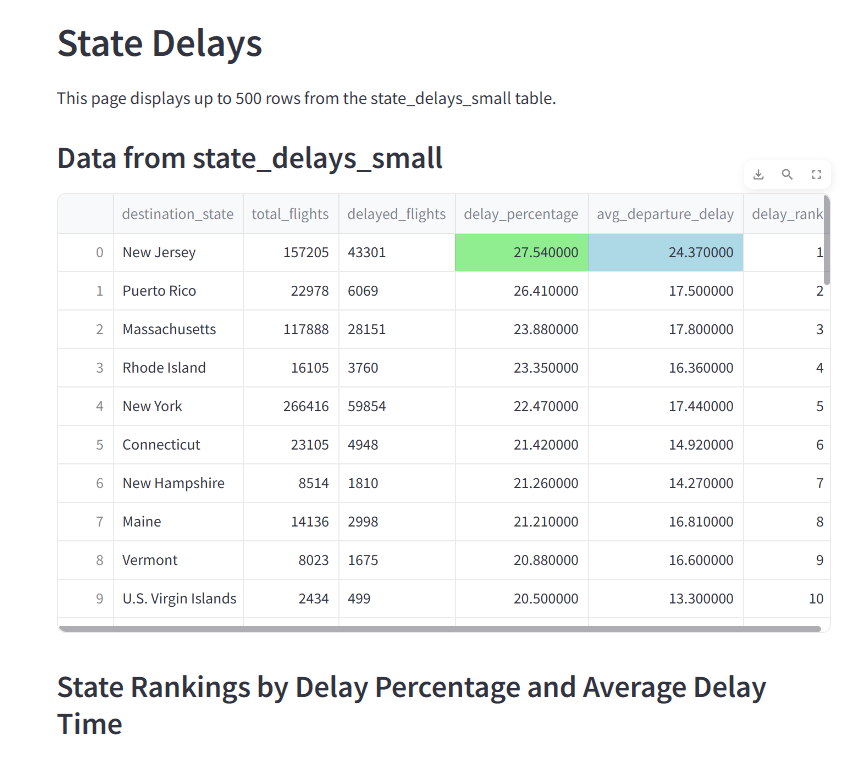 State Delays
This page displays up to 500 rows from the state_delays_small table.
Data from state_delays_small
destination_state total_flights delayed_flights delay_percentage avg_departure_delay delay_rank
0 New Jersey 157205 43301 27.540000 24.370000 1
1 Puerto Rico 22978 6069 26.410000 17.500000 2
2 Massachusetts 117888 28151 23.880000 17.800000 3
3 Rhode Island 16105 3760 23.350000 16.360000 4
4 New York 266416 59854 22.470000 17.440000 5
5 Connecticut 23105 4948 21.420000 14.920000 6
6 New Hampshire 8514 1810 21.260000 14.270000 7
7 Maine 14136 2998 21.210000 16.810000 8
8 Vermont 8023 1675 20.880000 16.600000 9
9 U.S. Virgin Islands 2434 499 20.500000 13.300000 10
State Rankings by Delay Percentage and Average Delay
Time